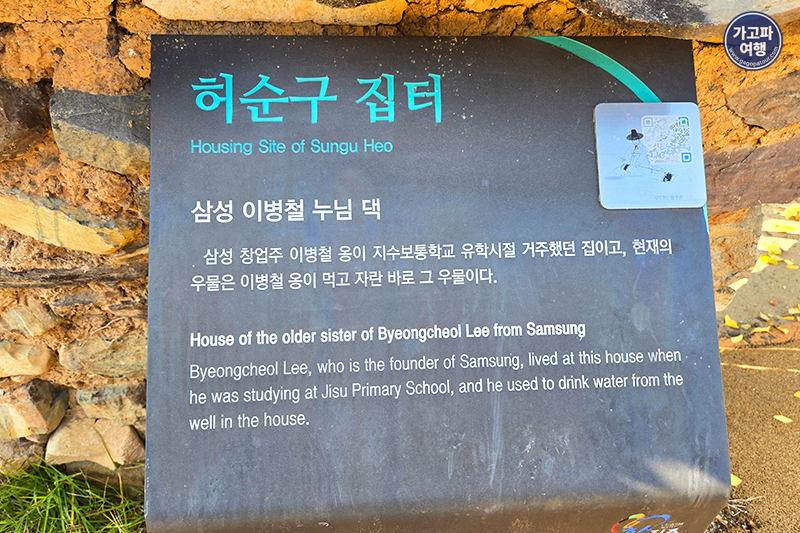 가고파
여행
www.gagopatour.com
허순구 집터
Housing Site of Sungu Heo
삼성 이병철 누님 댁
삼성 창업주 이병철 옹이 지수보통학교 유학시절 거주했던 집이고, 현재의
우물은 이병철 옹이 먹고 자란 바로 그 우물이다.
House of the older sister of Byeongcheol Lee from Samsung
Byeongcheol Lee, who is the founder of Samsung, lived at this house when
he was studying at Jisu Primary School, and he used to drink water from the
well in the house.